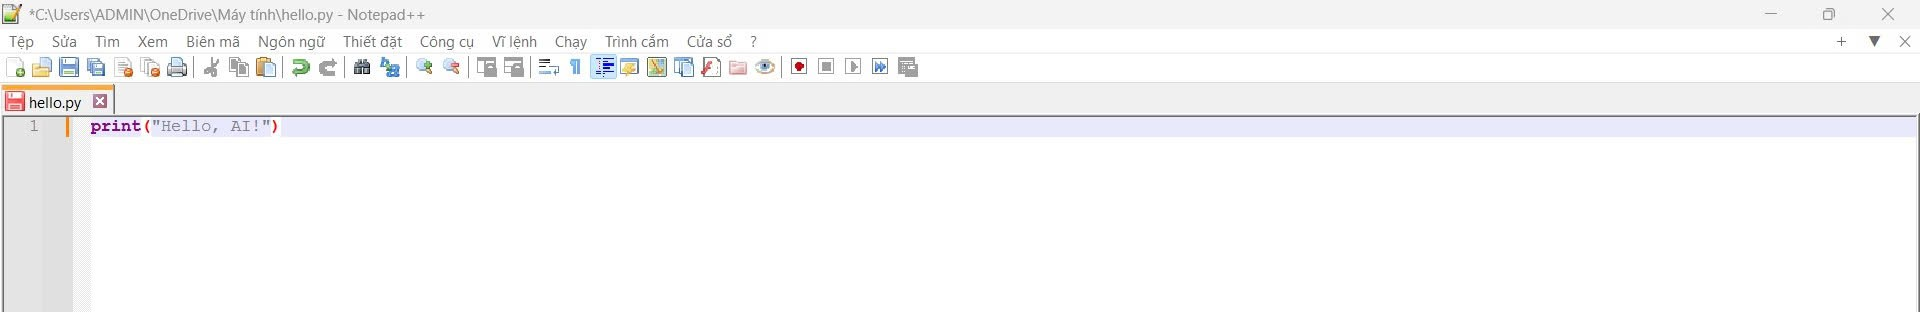 *C:\Users\ADMIN\OneDrive\Máy tính\hello.py - Notepad++
Tệp Sửa Tìm Xem Biên mã Ngôn ngữ Thiết đặt Công cụ Vĩ lệnh Chạy Trình cắm Cửa sổ ?
hello.py
1 print("Hello, AI!")